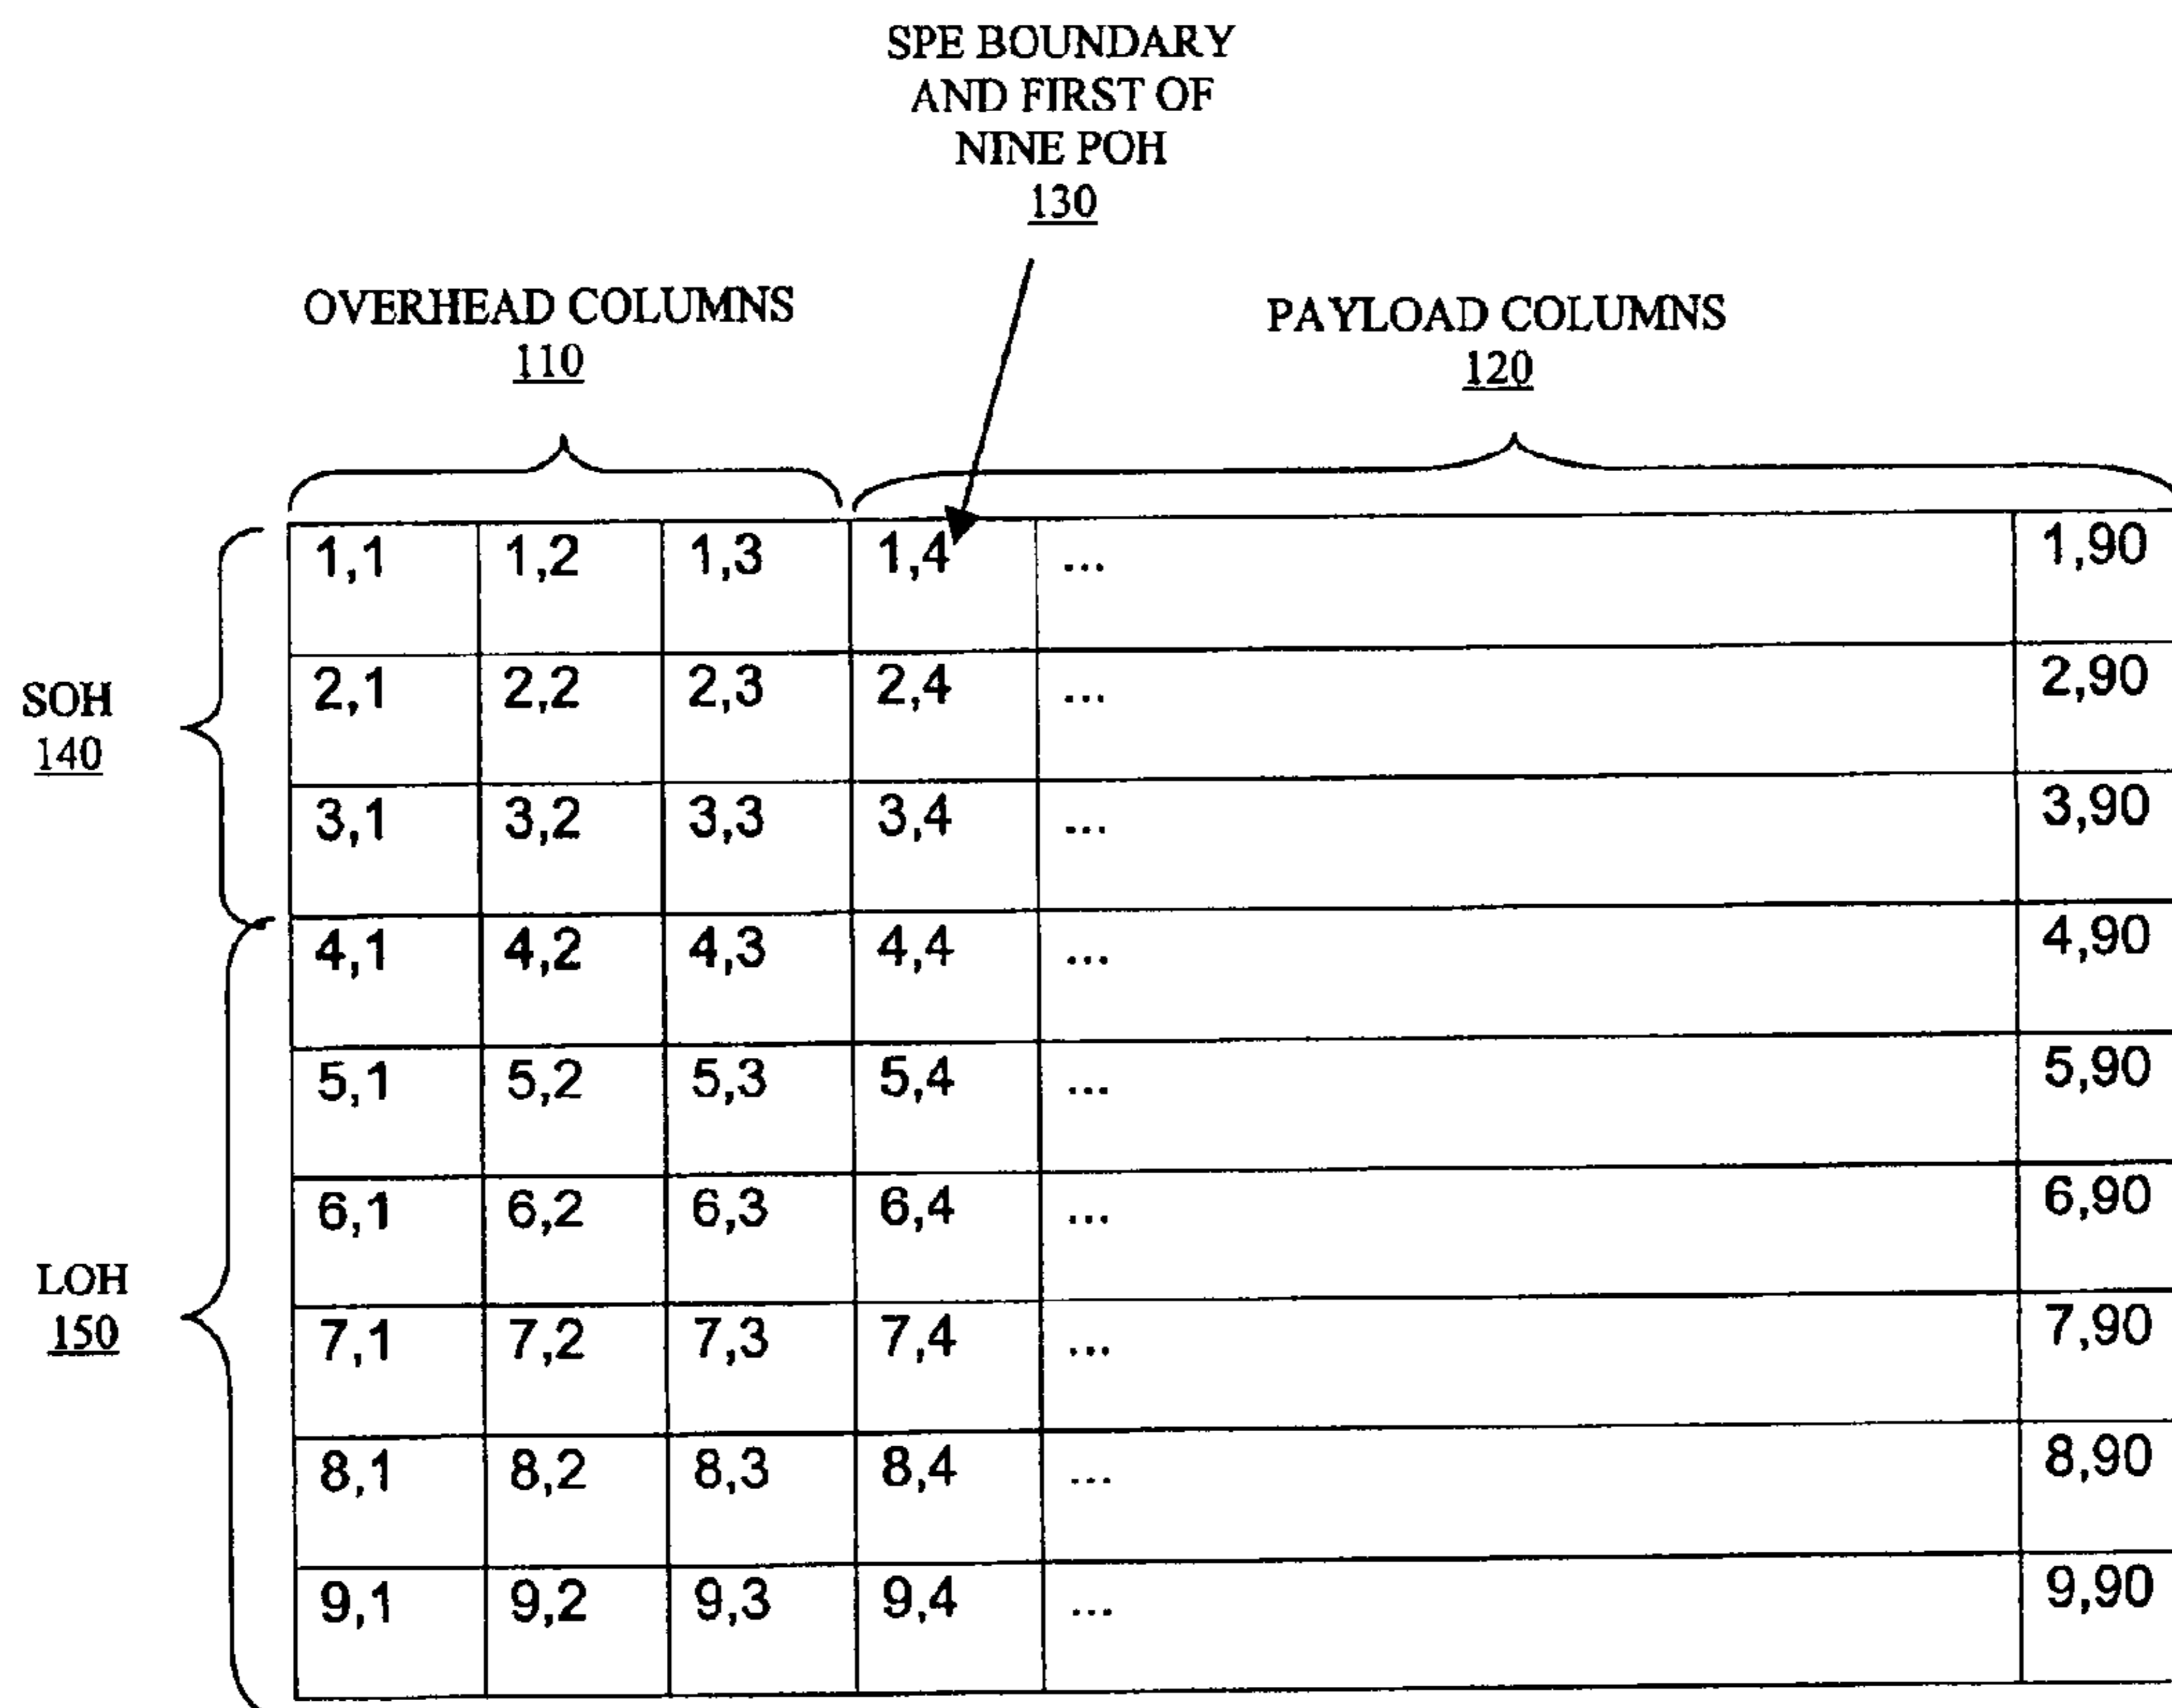 SPE BOUNDARY
AND FIRST OF
NINE POH
130
OVERHEAD COLUMNS
110
PAYLOAD COLUMNS
120
SOH
140
LOH
150
1,1 1,2 1,3 1,4 ... 1,90
2,1 2,2 2,3 2,4 ... 2,90
3,1 3,2 3,3 3,4 ... 3,90
4,1 4,2 4,3 4,4 ... 4,90
5,1 5,2 5,3 5,4 ... 5,90
6,1 6,2 6,3 6,4 ... 6,90
7,1 7,2 7,3 7,4 ... 7,90
8,1 8,2 8,3 8,4 ... 8,90
9,1 9,2 9,3 9,4 ... 9,90